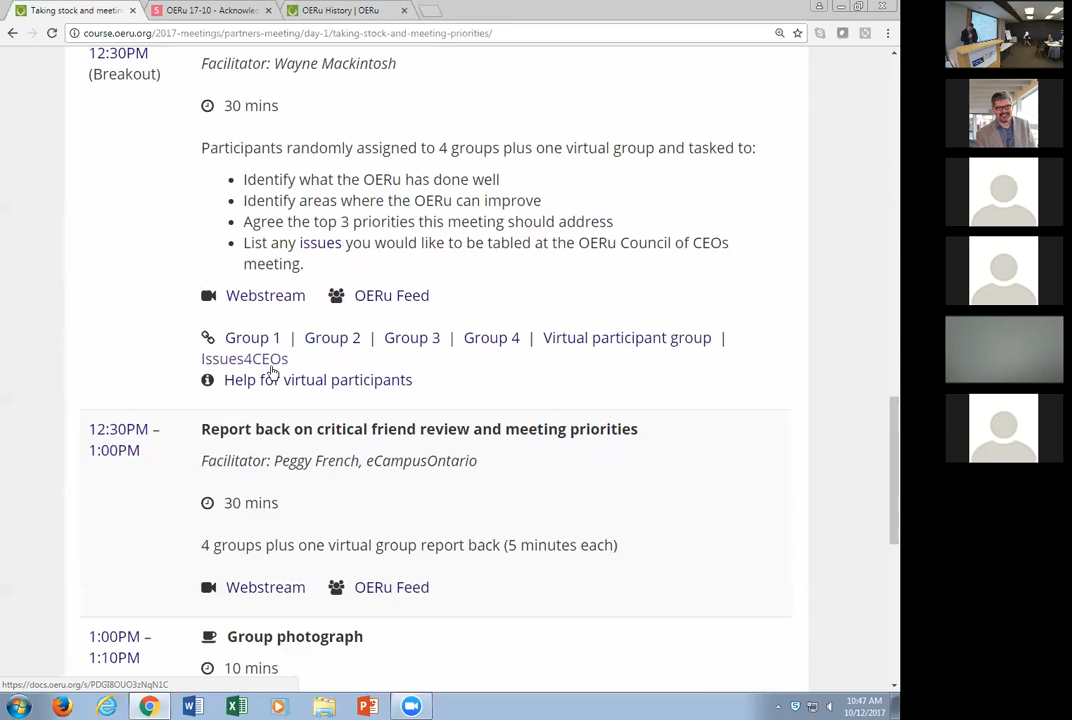 Taking stock and meetin
OERu 17-10 - Acknowle
OERu History | OERu
course.oeru.org/2017-meetings/partners-meeting/day-1/taking-stock-and-meeting-priorities/
12:30PM
(Breakout)
Facilitator: Wayne Mackintosh
30 mins
Participants randomly assigned to 4 groups plus one virtual group and tasked to:
• Identify what the OERu has done well
• Identify areas where the OERu can improve
• Agree the top 3 priorities this meeting should address
• List any issues you would like to be tabled at the OERu Council of CEOs
meeting.
Webstream OERu Feed
Group 1 | Group 2 | Group 3 | Group 4 | Virtual participant group |
Issues4CEOs
Help for virtual participants
12:30PM –
1:00PM
Report back on critical friend review and meeting priorities
Facilitator: Peggy French, eCampusOntario
30 mins
4 groups plus one virtual group report back (5 minutes each)
Webstream OERu Feed
1:00PM –
1:10PM
Group photograph
10 mins
https://docs.oeru.org/s/PDGI8OUO3zNqN1C
10:47 AM
10/12/2017